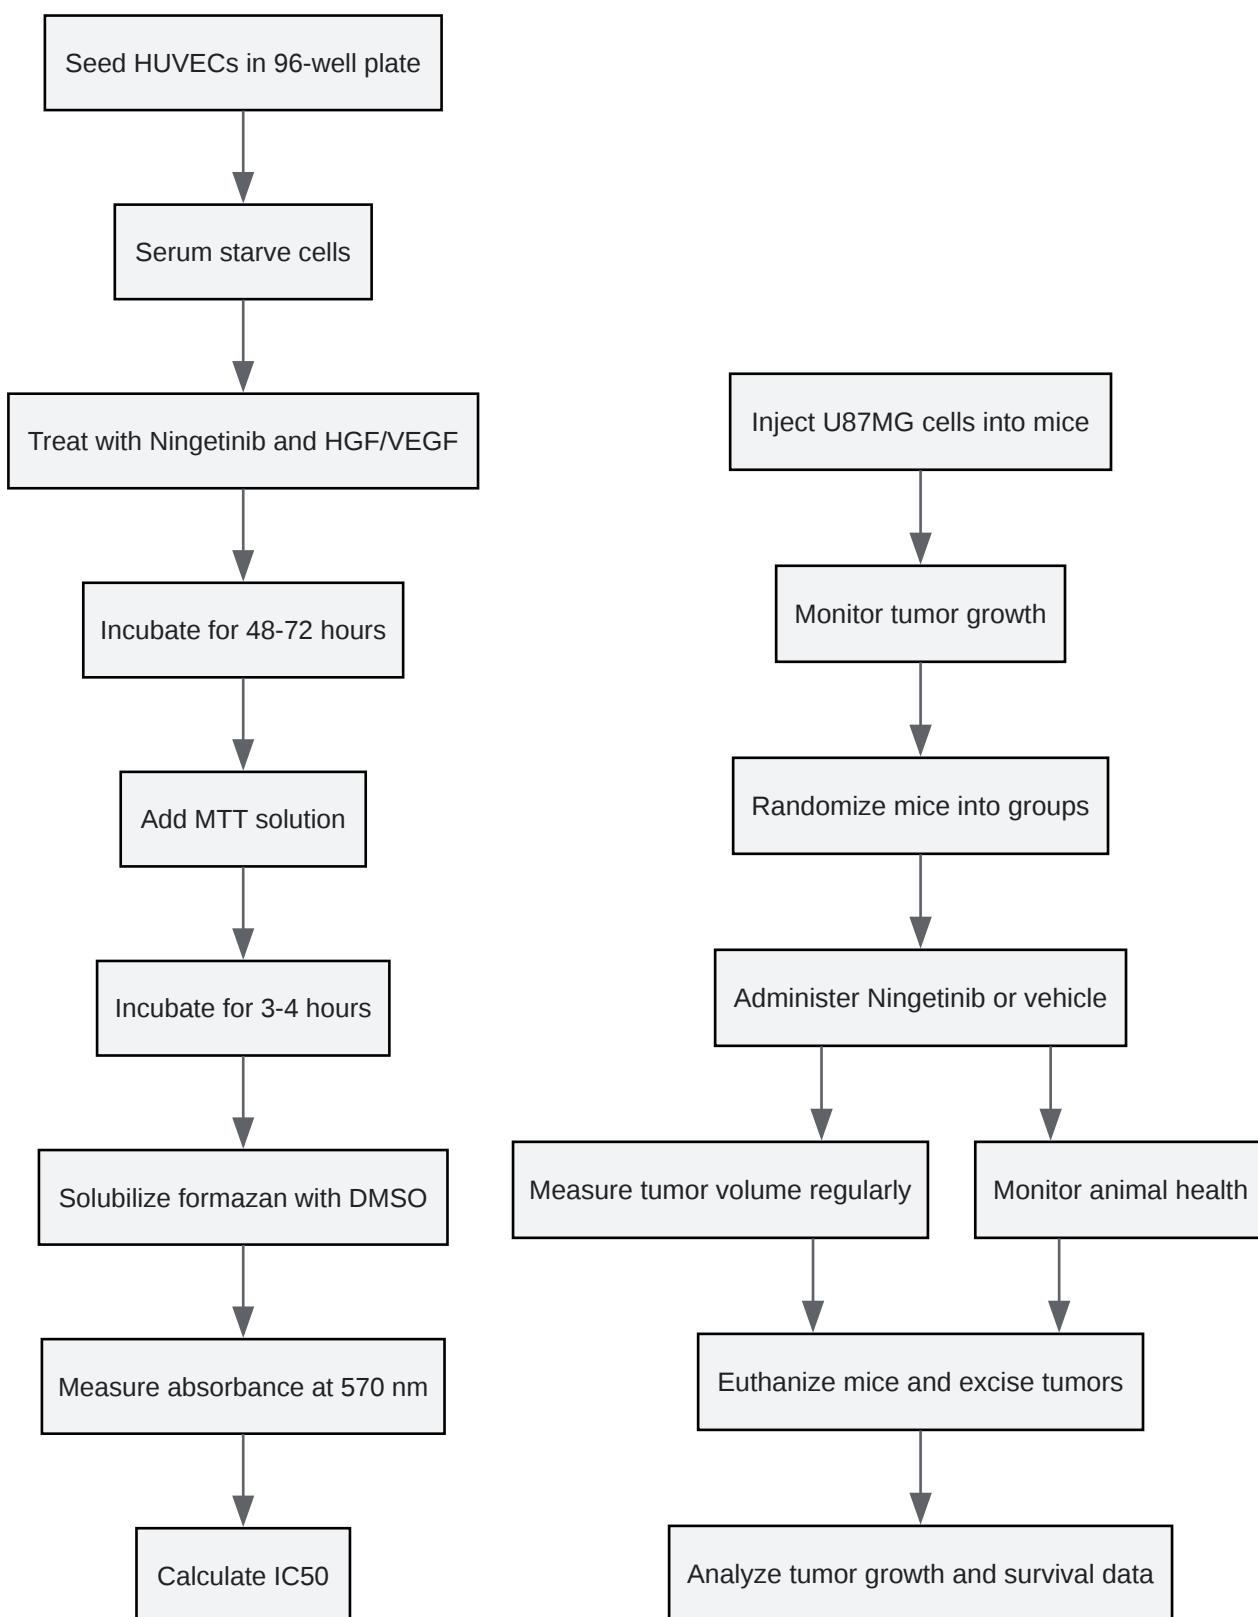 Seed HUVECs in 96-well plate
Serum starve cells
Treat with Ningetinib and HGF/VEGF
Incubate for 48-72 hours
Add MTT solution
Incubate for 3-4 hours
Solubilize formazan with DMSO
Measure absorbance at 570 nm
Calculate IC50
Inject U87MG cells into mice
Monitor tumor growth
Randomize mice into groups
Administer Ningetinib or vehicle
Measure tumor volume regularly
Monitor animal health
Euthanize mice and excise tumors
Analyze tumor growth and survival data